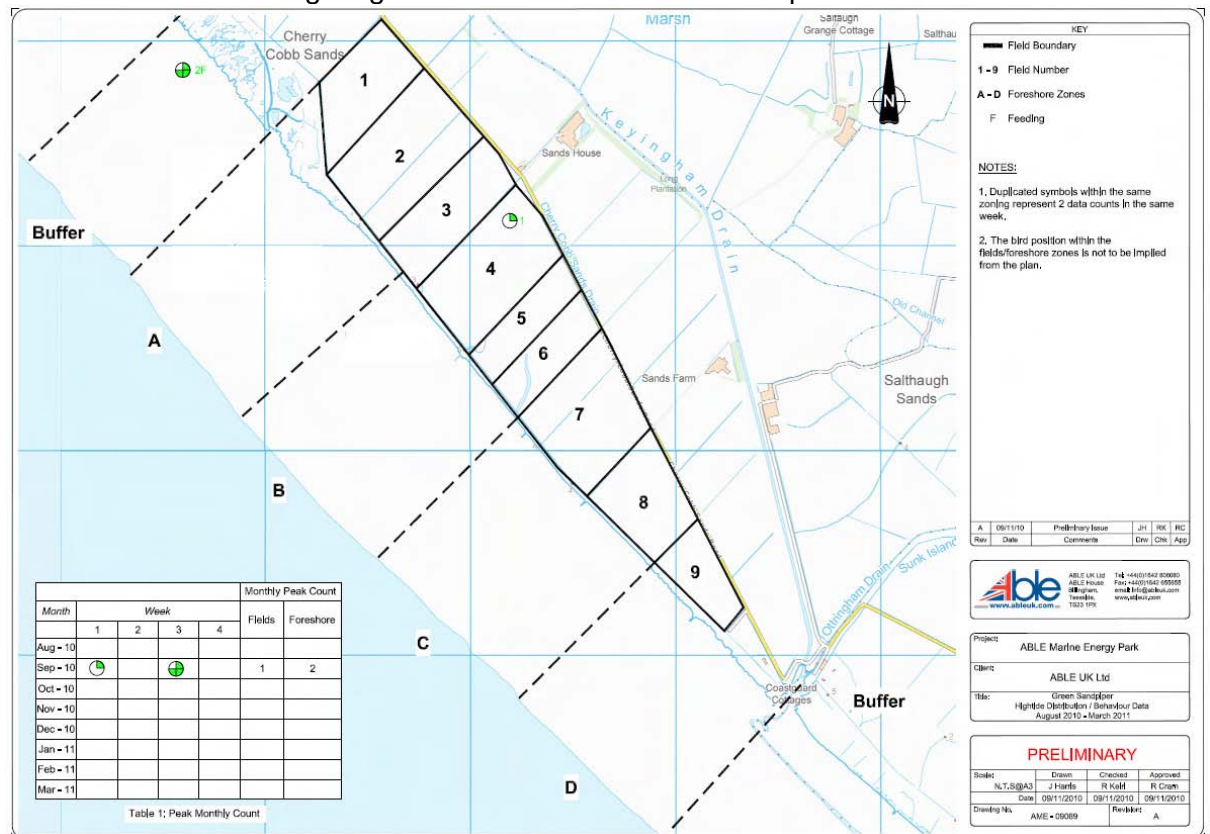 Marsh
Saltaugh
Grange Cottage
Salthau
Cherry
Cobb Sands
2F
1
2
3
4
5
6
7
8
9
1
N
Sands House
Keyingham Drain
Long
Plantation
Cherry Cobb Sands Drain
Old Channel
Sands Farm
Salthaugh
Sands
Ottringham Drain
Sunk Island
Coastguard
Cottages
Buffer
A
B
C
D
Buffer
Month
Week
Monthly Peak Count
1 2 3 4
Fields Foreshore
Aug - 10
Sep - 10 1 2
Oct - 10
Nov - 10
Dec - 10
Jan - 11
Feb - 11
Mar - 11
Table 1: Peak Monthly Count
KEY
Field Boundary
1 - 9 Field Number
A - D Foreshore Zones
F Feeding
NOTES:
1. Duplicated symbols within the same
zoning represent 2 data counts in the same
week.
2. The bird position within the
fields/foreshore zones is not to be implied
from the plan.
A 09/11/10 Preliminary Issue JH RK RC
Rev Date Comments Drw Chk App
Able
www.ableuk.com
ABLE UK Ltd
ABLE House
Billingham,
Teesside,
TS23 1PX
www.ableuk.com
Project:
ABLE Marine Energy Park
Client:
ABLE UK Ltd
Title:
Green Sandpiper
Hightide Distribution / Behaviour Data
August 2010 - March 2011
PRELIMINARY
Scale: Drawn Checked Approved
N.T.S@A3 J Harris R Keld R Cram
Date 09/11/2010 09/11/2010 09/11/2010
Drawing No. AME - 09089
Revision: A